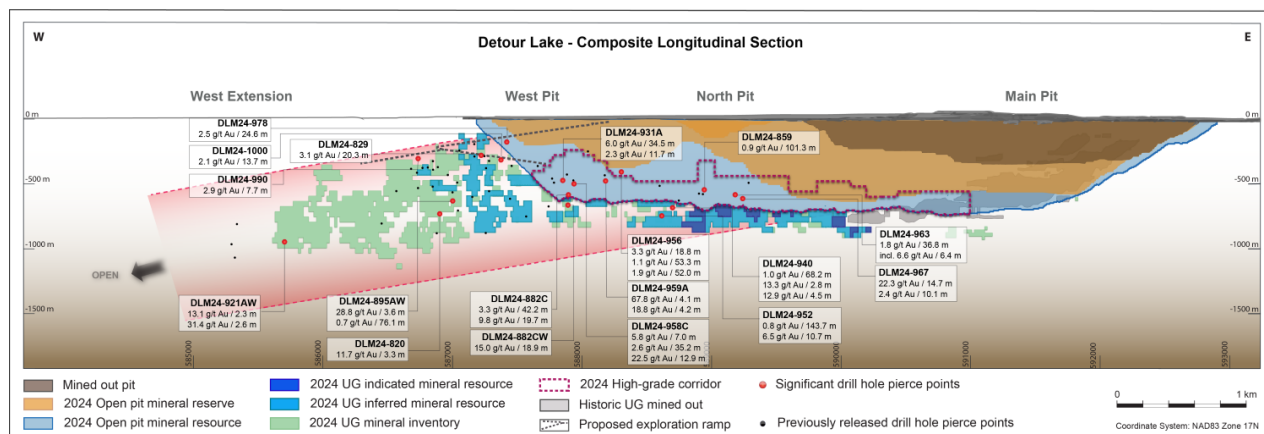 W
E
Detour Lake - Composite Longitudinal Section
West Extension
West Pit
North Pit
Main Pit
0 m
-500 m
-1000 m
-1500 m
0 m
-500 m
-1000 m
-1500 m
DLM24-978
2.5 g/t Au / 24.6 m
DLM24-1000
2.1 g/t Au / 13.7 m
DLM24-990
2.9 g/t Au / 7.7 m
DLM24-829
3.1 g/t Au / 20.3 m
DLM24-931A
6.0 g/t Au / 34.5 m
2.3 g/t Au / 11.7 m
DLM24-859
0.9 g/t Au / 101.3 m
OPEN
DLM24-921AW
13.1 g/t Au / 2.3 m
31.4 g/t Au / 2.6 m
DLM24-895AW
28.8 g/t Au / 3.6 m
0.7 g/t Au / 76.1 m
DLM24-820
11.7 g/t Au / 3.3 m
DLM24-882C
3.3 g/t Au / 42.2 m
9.8 g/t Au / 19.7 m
DLM24-882CW
15.0 g/t Au / 18.9 m
DLM24-956
3.3 g/t Au / 18.8 m
1.1 g/t Au / 53.3 m
1.9 g/t Au / 52.0 m
DLM24-959A
67.8 g/t Au / 4.1 m
18.8 g/t Au / 4.2 m
DLM24-958C
5.8 g/t Au / 7.0 m
2.6 g/t Au / 35.2 m
22.5 g/t Au / 12.9 m
DLM24-940
1.0 g/t Au / 68.2 m
13.3 g/t Au / 2.8 m
12.9 g/t Au / 4.5 m
DLM24-952
0.8 g/t Au / 143.7 m
6.5 g/t Au / 10.7 m
DLM24-963
1.8 g/t Au / 36.8 m
incl. 6.6 g/t Au / 6.4 m
DLM24-967
22.3 g/t Au / 14.7 m
2.4 g/t Au / 10.1 m
585000
586000
587000
588000
590000
591000
592000
593000
Mined out pit
2024 Open pit mineral reserve
2024 Open pit mineral resource
2024 UG indicated mineral resource
2024 UG inferred mineral resource
2024 UG mineral inventory
2024 High-grade corridor
Historic UG mined out
Proposed exploration ramp
Significant drill hole pierce points
Previously released drill hole pierce points
1 km
0
Coordinate System: NAD83 Zone 17N